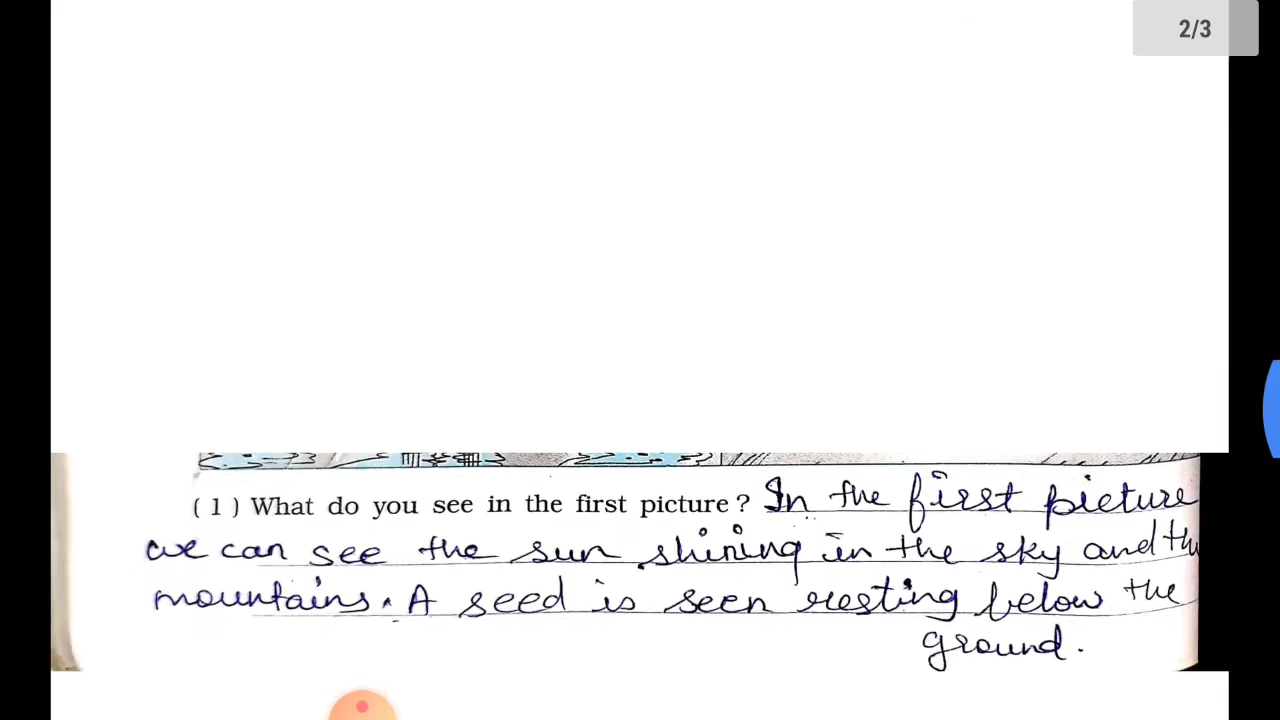 2/3
(1) What do you see in the first picture? In the first picture
we can see the sun shining in the sky and the
mountains. A seed is seen resting below the
ground.